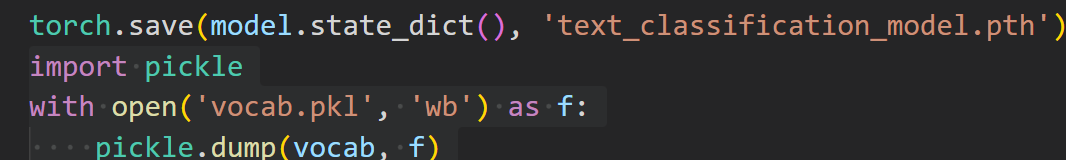 torch.save(model.state_dict(), 'text_classification_model.pth')
import pickle
with open('vocab.pkl', 'wb') as f:
    pickle.dump(vocab, f)